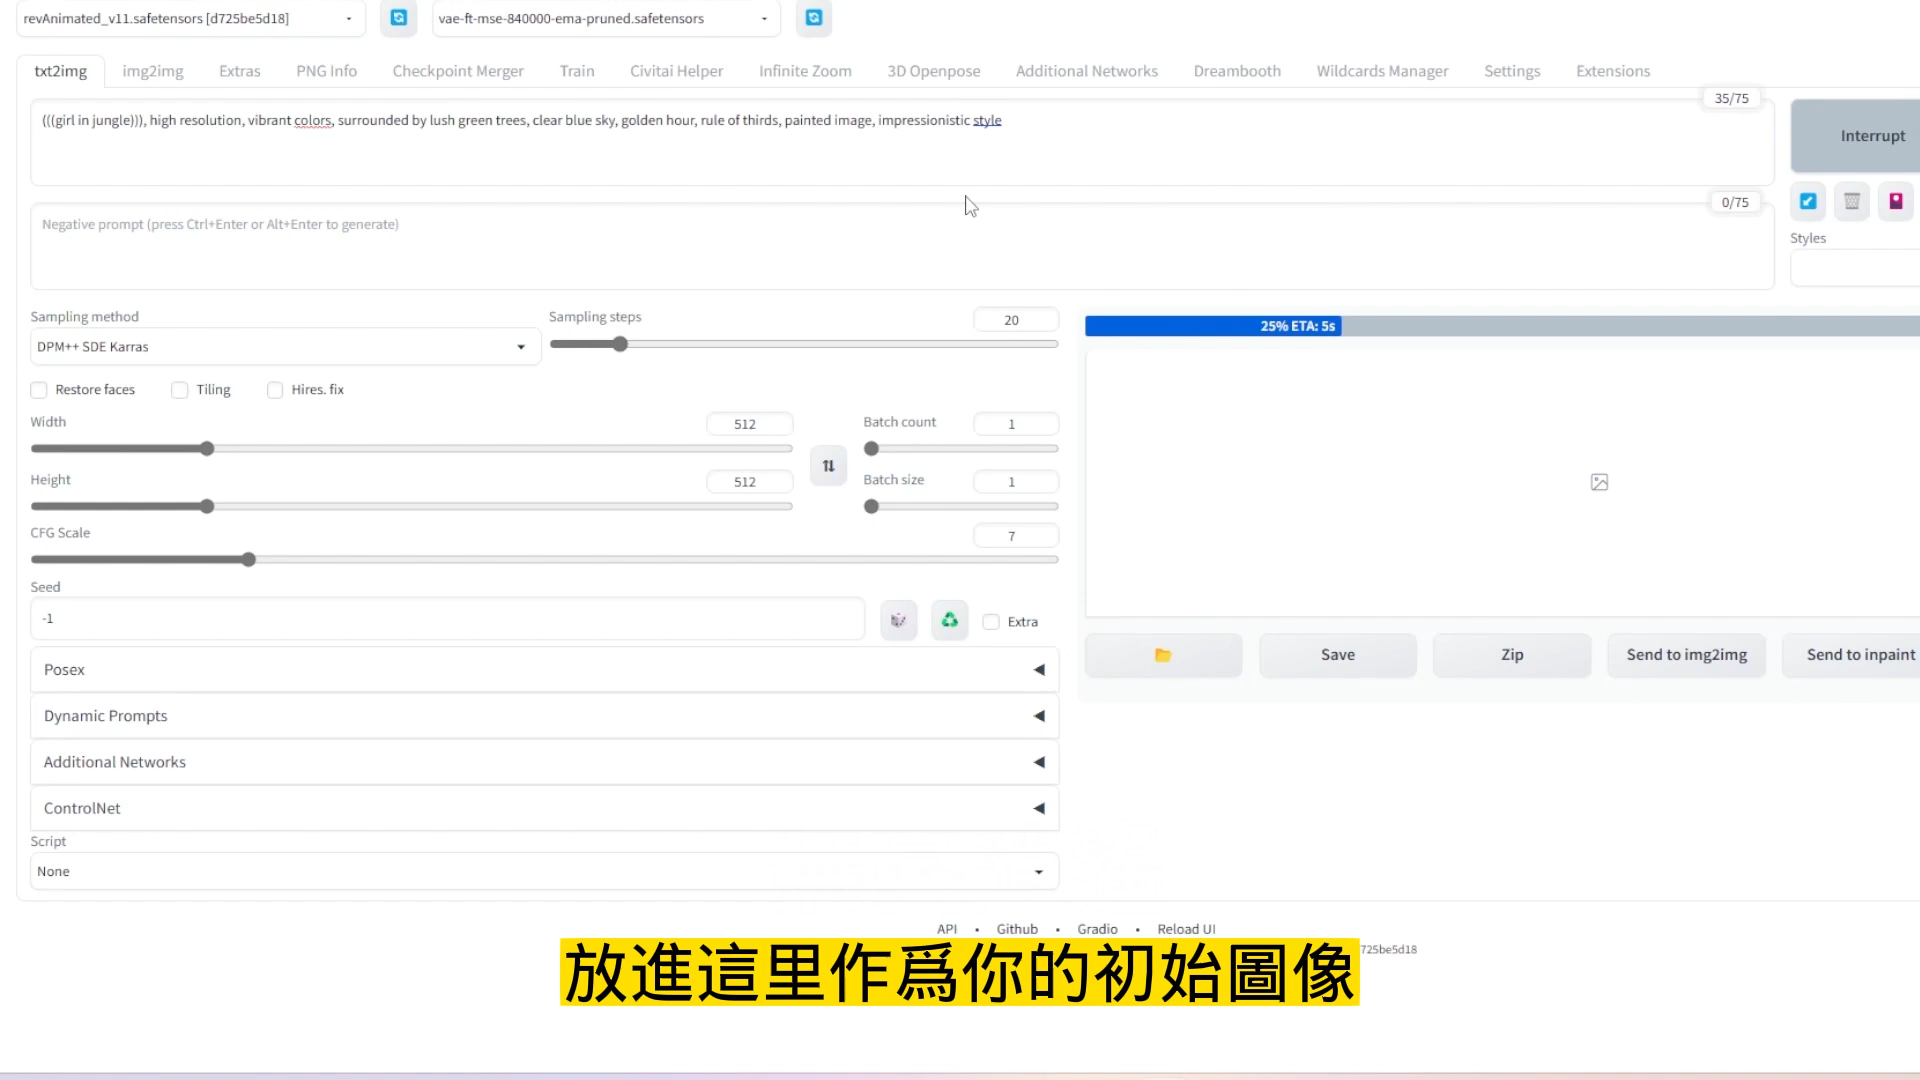 revAnimated_v11.safetensors [d725be5d18]
vae-ft-mse-840000-ema-pruned.safetensors
txt2img img2img Extras PNG Info Checkpoint Merger Train Civitai Helper Infinite Zoom 3D Openpose Additional Networks Dreambooth Wildcards Manager Settings Extensions
35/75
(((girl in jungle))), high resolution, vibrant colors, surrounded by lush green trees, clear blue sky, golden hour, rule of thirds, painted image, impressionistic style
Interrupt
0/75
Negative prompt (press Ctrl+Enter or Alt+Enter to generate)
Styles
Sampling method
DPM++ SDE Karras
Sampling steps
20
25% ETA: 5s
Restore faces Tiling Hires. fix
Width
512
Batch count
1
Height
512
Batch size
1
CFG Scale
7
Seed
-1
Extra
Save Zip Send to img2img Send to inpaint
Posex
Dynamic Prompts
Additional Networks
ControlNet
Script
None
API • Github • Gradio • Reload UI
725be5d18
放進這里作爲你的初始圖像